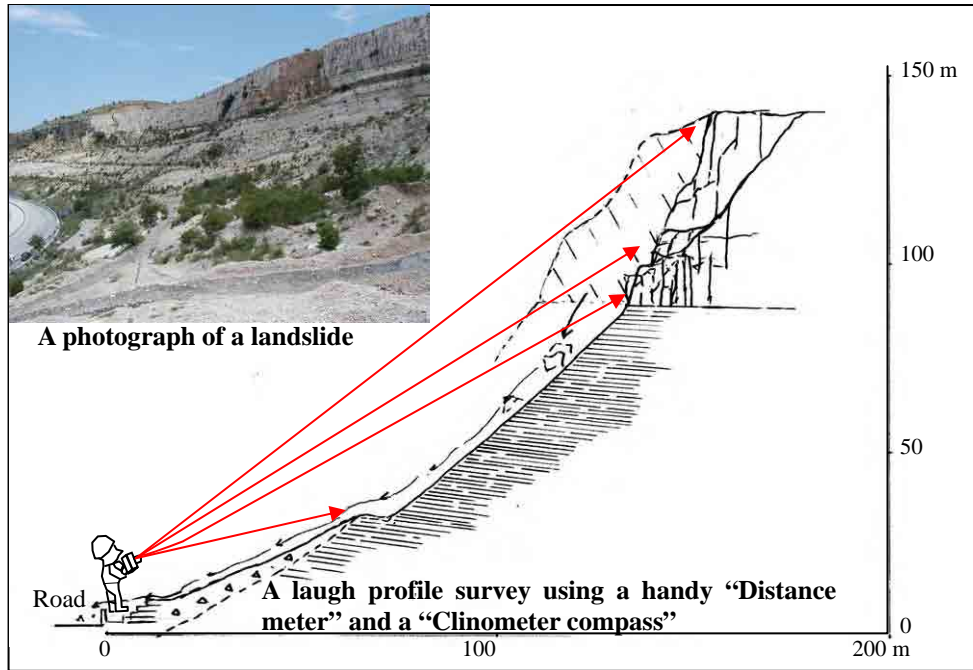 A photograph of a landslide
150 m
100
50
0
Road
A laugh profile survey using a handy “Distance
meter” and a “Clinometer compass”
0
100
200 m